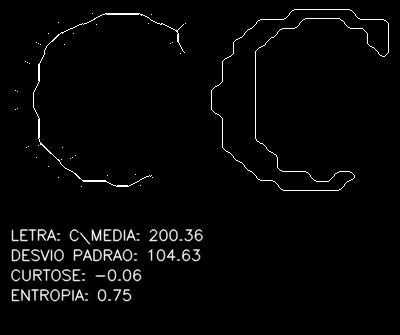 LETRA: C\MEDIA: 200.36
DESVIO PADRAO: 104.63
CURTOSE: -0.06
ENTROPIA: 0.75